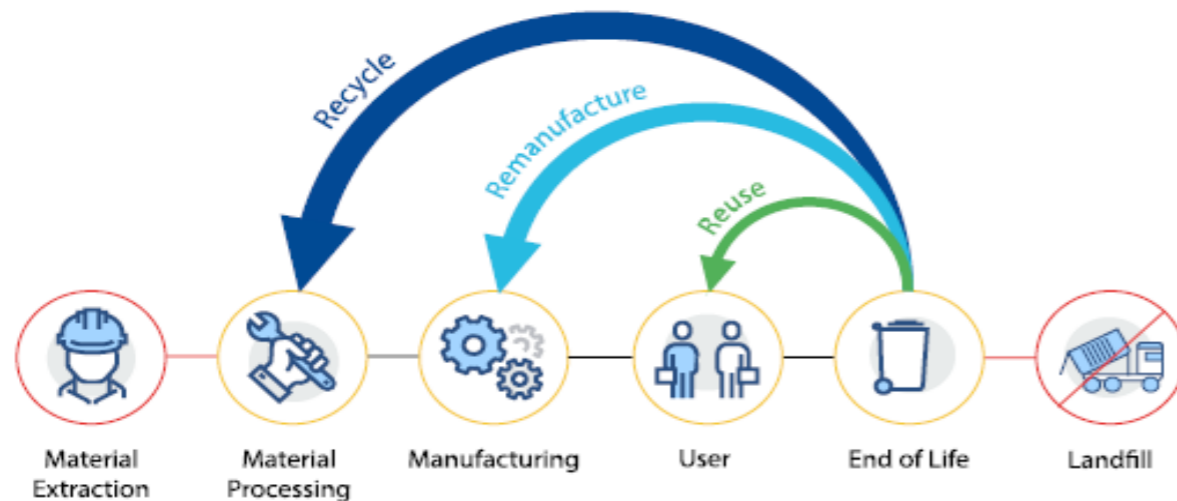 Recycle
Remanufacture
Reuse
Material
Extraction
Material
Processing
Manufacturing
User
End of Life
Landfill